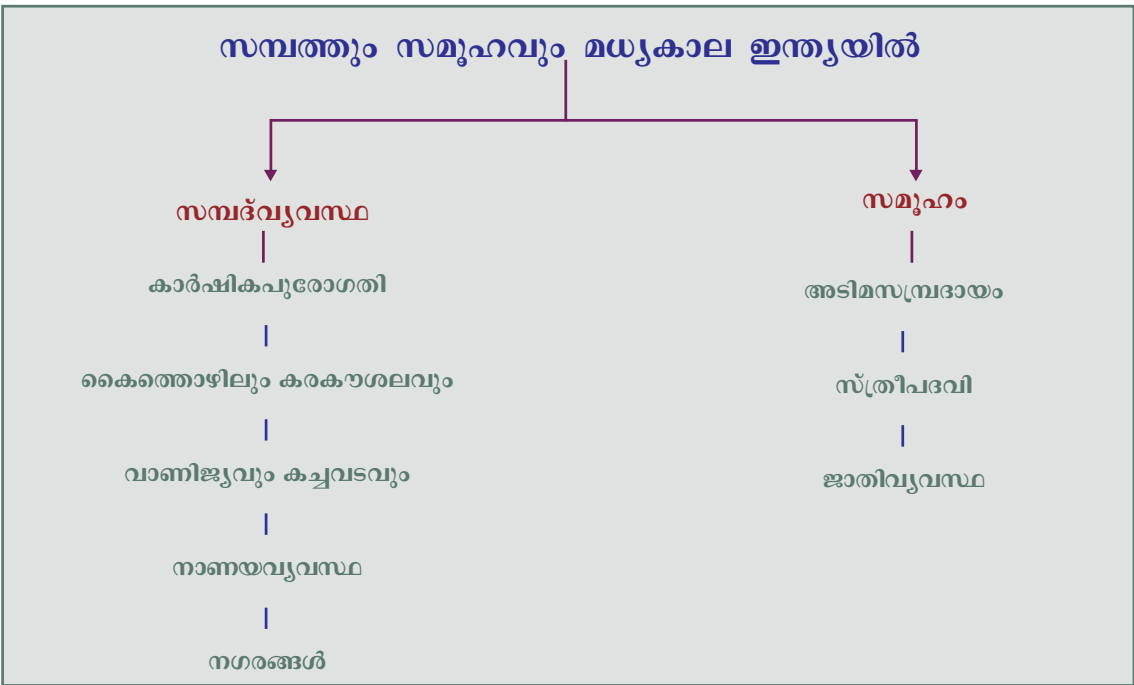 സമ്പത്തും സമൂഹവും മധ്യകാല ഇന്ത്യയിൽ
സമ്പദ്‌വ്യവസ്ഥ
കാർഷികപുരോഗതി
കൈത്തൊഴിലും കരകൗശലവും
വാണിജ്യവും കച്ചവടവും
നാണയവ്യവസ്ഥ
നഗരങ്ങൾ
സമൂഹം
അടിമസമ്പ്രദായം
സ്ത്രീപദവി
ജാതിവ്യവസ്ഥ